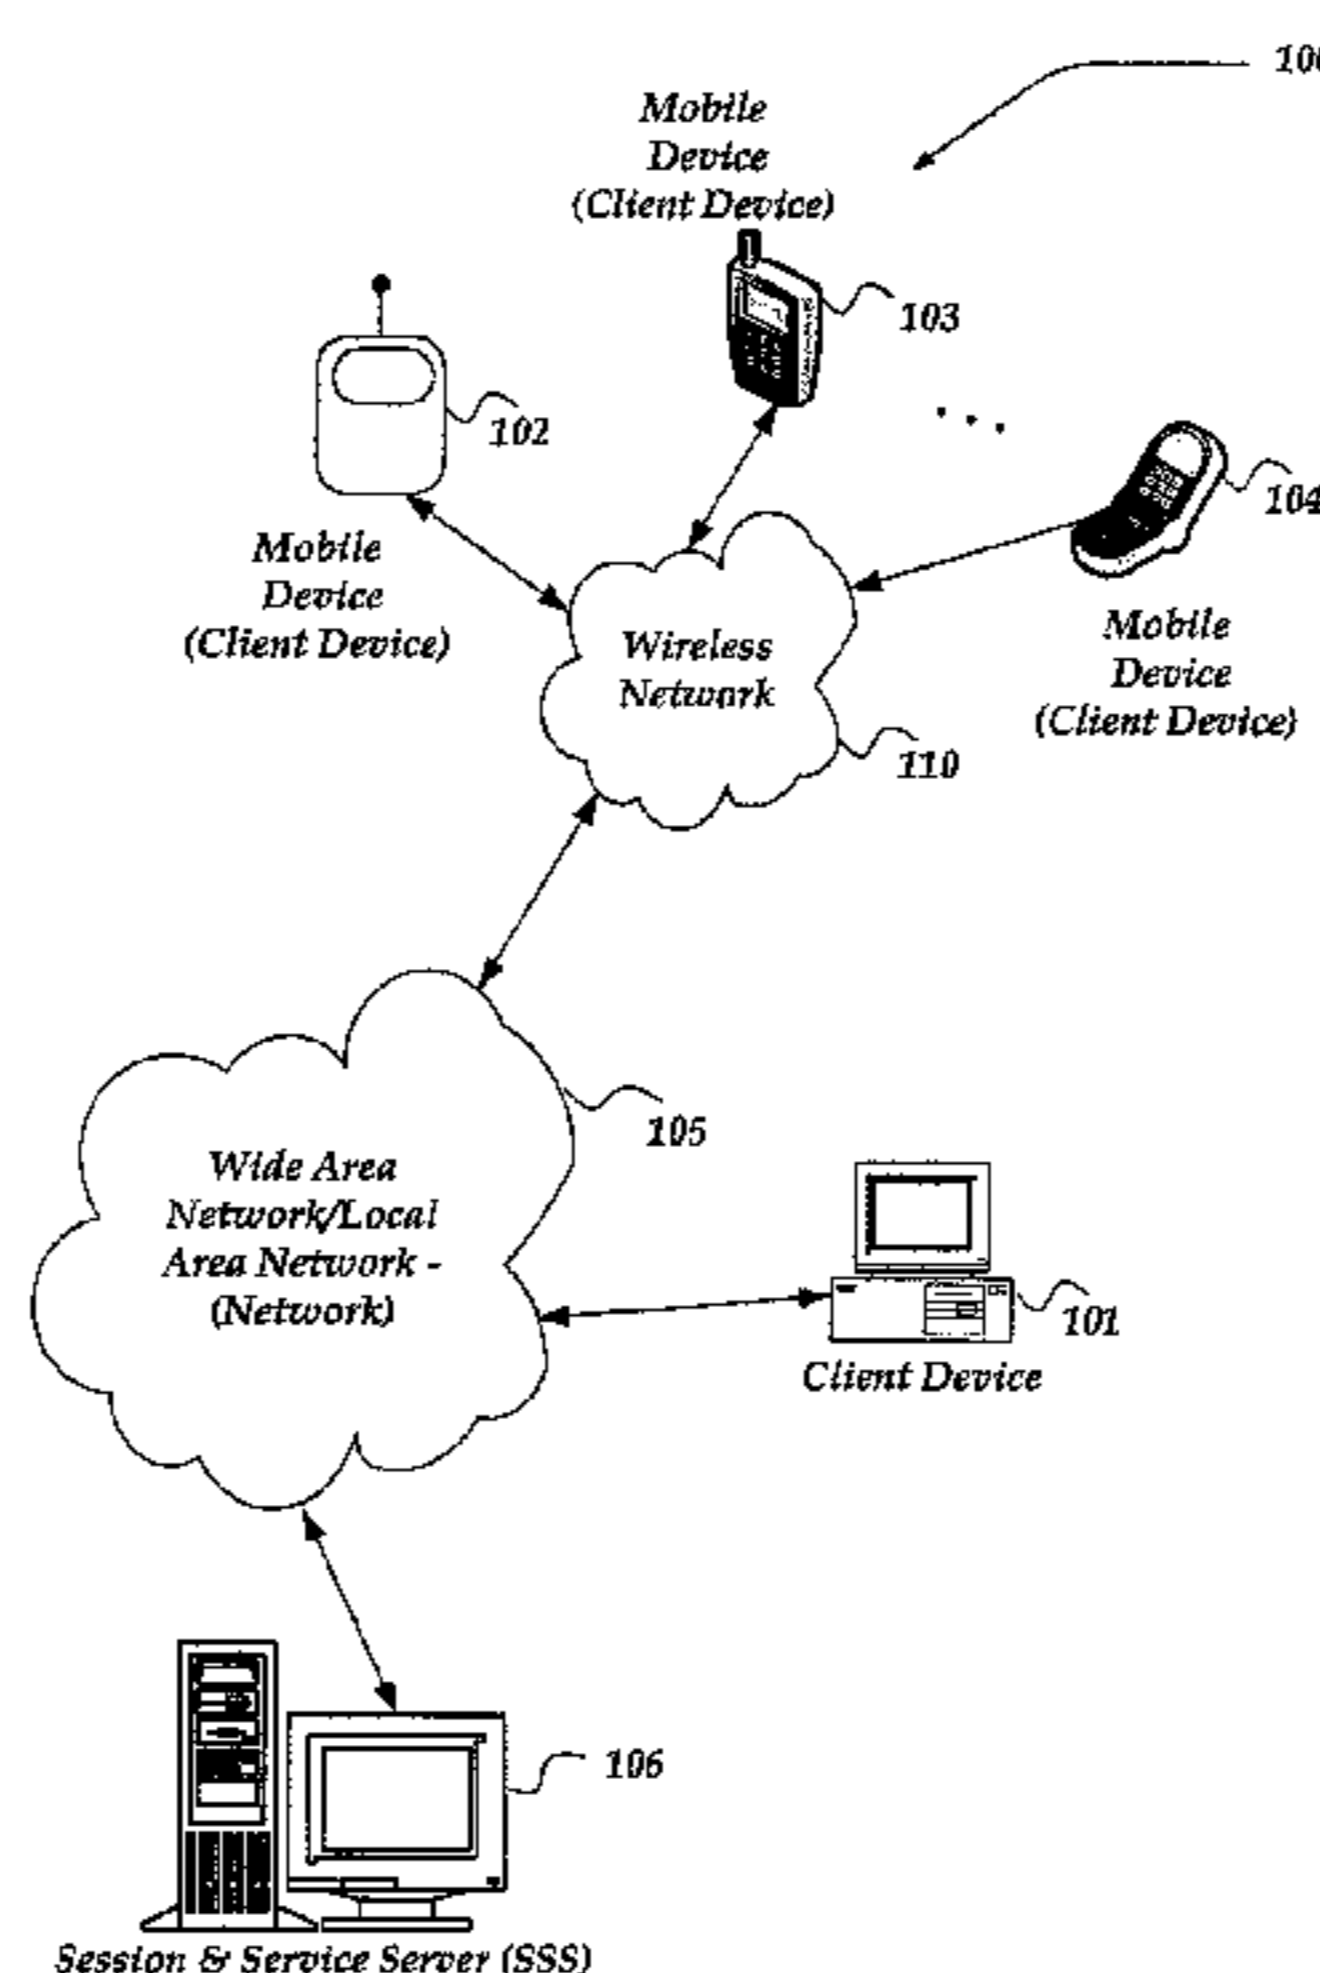 Mobile
Device
(Client Device)
103
102
104
Mobile
Device
(Client Device)
Wireless
Network
Mobile
Device
(Client Device)
110
105
Wide Area
Network/Local
Area Network -
(Network)
101
Client Device
106
Session & Service Server (SSS)